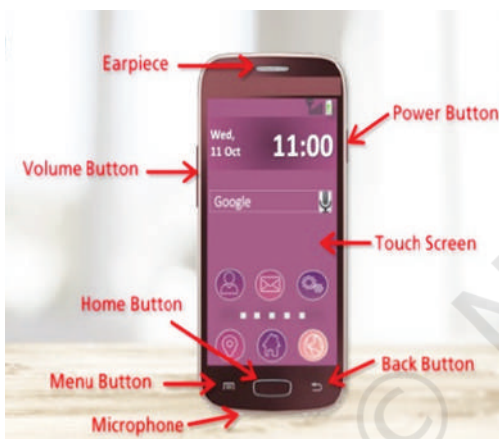 Earpiece
Power Button
Wed,
11 Oct
11:00
Volume Button
Google
Touch Screen
Home Button
Back Button
Menu Button
Microphone